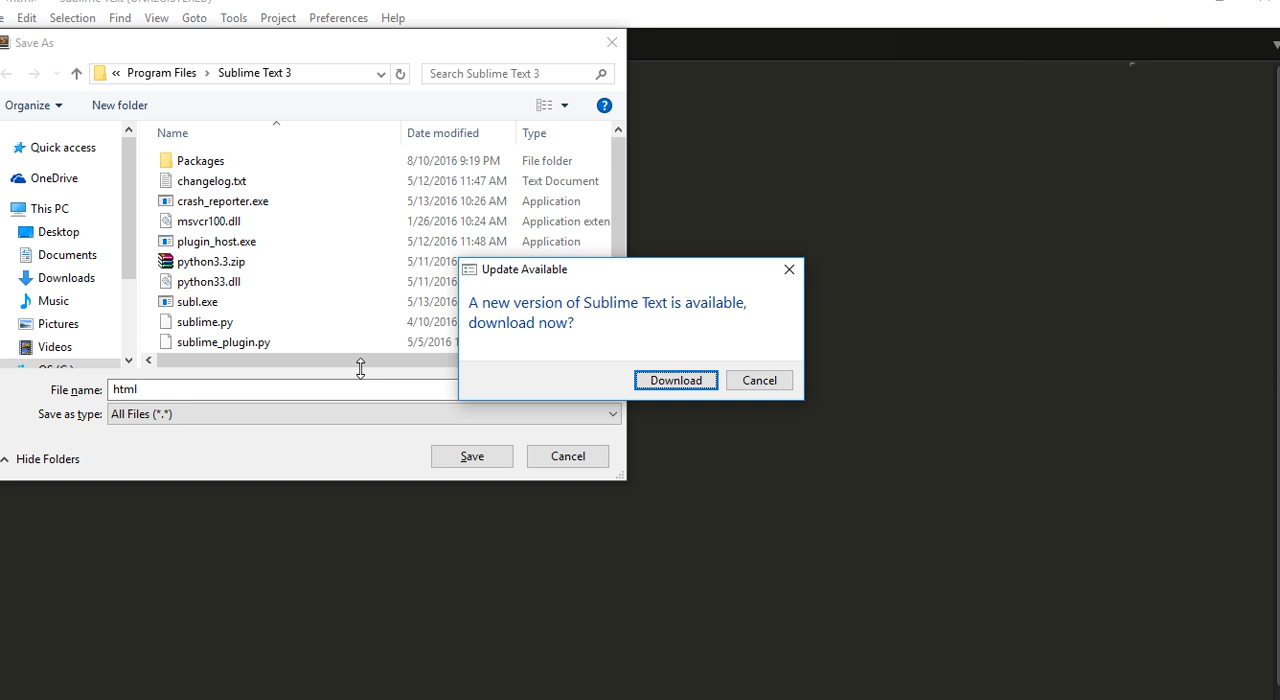 Edit Selection Find View Goto Tools Project Preferences Help
Save As
« Program Files > Sublime Text 3
Search Sublime Text 3
Organize
New folder
?
Name
Date modified
Type
Quick access
OneDrive
This PC
Desktop
Documents
Downloads
Music
Pictures
Videos
Packages 8/10/2016 9:19 PM File folder
changelog.txt 5/12/2016 11:47 AM Text Document
crash_reporter.exe 5/13/2016 10:26 AM Application
msvcr100.dll 1/26/2016 10:24 AM Application exten
plugin_host.exe 5/12/2016 11:48 AM Application
python3.3.zip 5/11/2016
python33.dll 5/11/2016
subl.exe 5/13/2016
sublime.py 4/10/2016
sublime_plugin.py 5/5/2016 1
Update Available
A new version of Sublime Text is available,
download now?
Download
Cancel
File name: html
Save as type: All Files (*.*)
Hide Folders
Save
Cancel